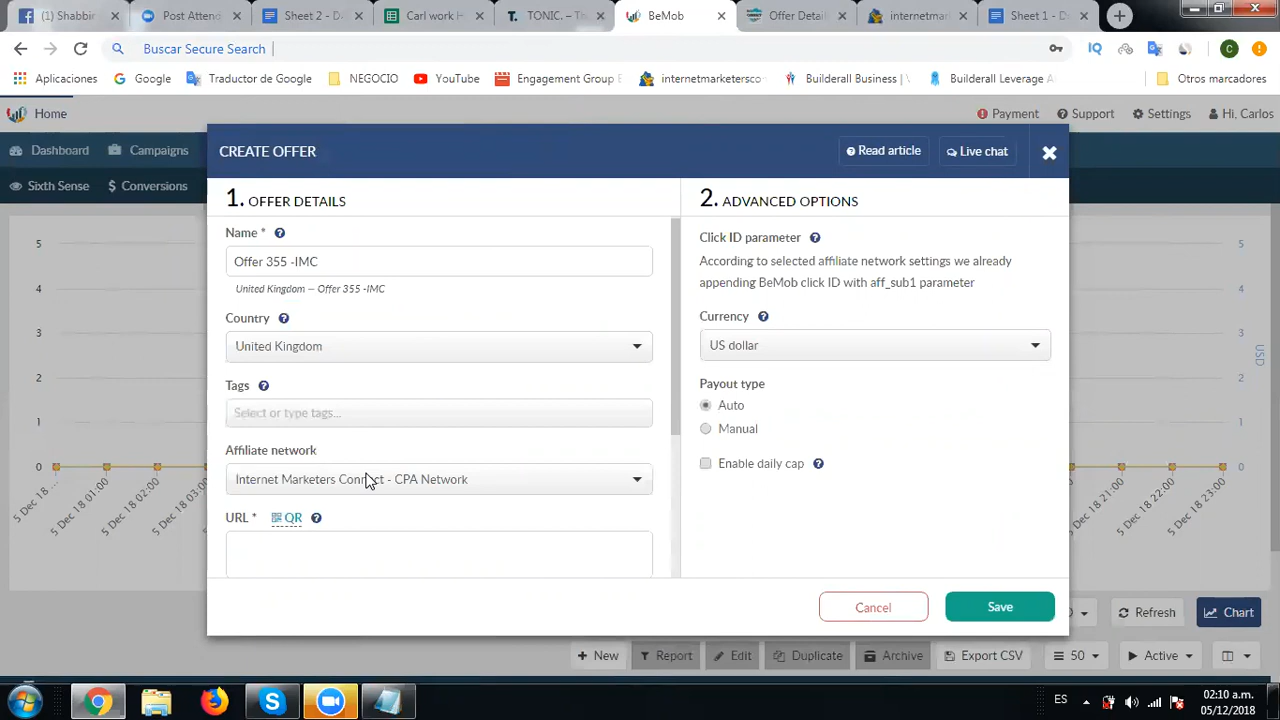 (1) Shabbir
Post Attend
Sheet 2 - D
Carl work H
TONIC. – T
BeMob
Offer Detail
internetmar
Sheet 1 - D
Buscar Secure Search
Aplicaciones
Google
Traductor de Google
NEGOCIO
YouTube
Engagement Group
internetmarketersco
Builderall Business |
Builderall Leverage A
Otros marcadores
Home
Payment
Support
Settings
Hi, Carlos
Dashboard
Campaigns
Sixth Sense
Conversions
CREATE OFFER
Read article
Live chat
1. OFFER DETAILS
2. ADVANCED OPTIONS
Name *
Offer 355 -IMC
United Kingdom — Offer 355 -IMC
Country
United Kingdom
Tags
Select or type tags...
Affiliate network
Internet Marketers Connect - CPA Network
URL * QR
Click ID parameter
According to selected affiliate network settings we already
appending BeMob click ID with aff_sub1 parameter
Currency
US dollar
Payout type
Auto
Manual
Enable daily cap
Cancel
Save
5
4
3
2
1
0
5
4
3
2
1
0
USD
5 Dec 18 ...
5 Dec 18 01:00
5 Dec 18 02:00
5 Dec 18 03:00
5 Dec 18 21:00
5 Dec 18 22:00
5 Dec 18 23:00
Refresh
Chart
New
Report
Edit
Duplicate
Archive
Export CSV
50
Active
ES
02:10 a.m.
05/12/2018